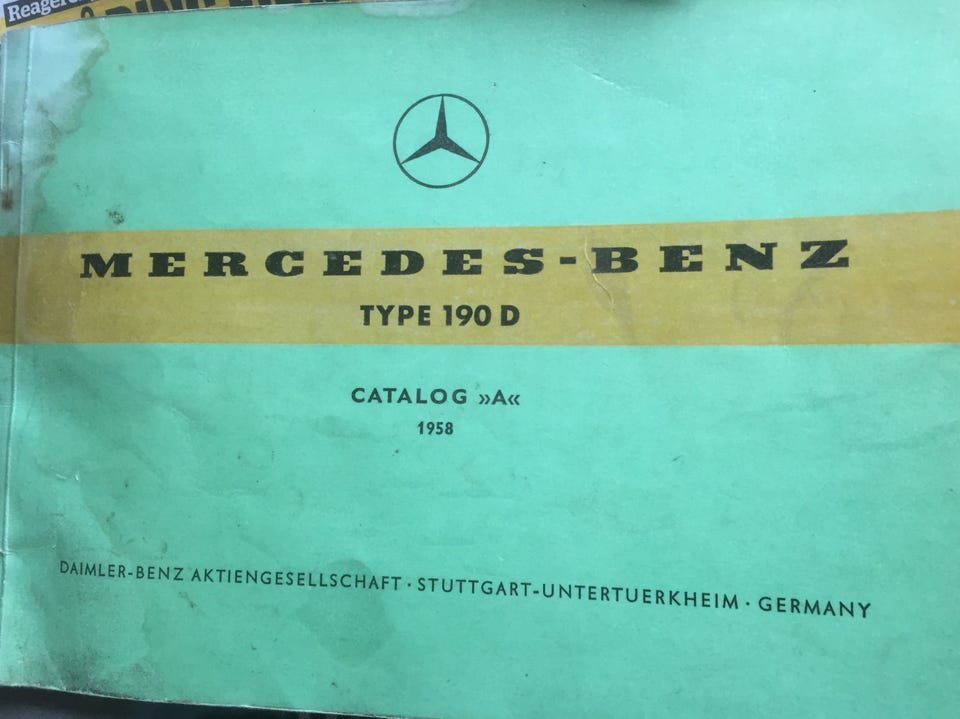 MERCEDES-BENZ
TYPE 190 D
CATALOG »A«
1958
DAIMLER-BENZ AKTIENGESELLSCHAFT · STUTTGART-UNTERTUERKHEIM · GERMANY